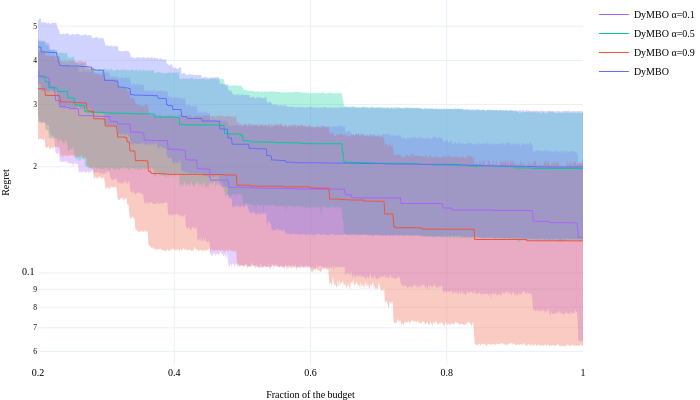 5
4
3
2
0.1
9
8
7
6
Regret
0.2
0.4
0.6
0.8
1
Fraction of the budget
DyMBO α=0.1
DyMBO α=0.5
DyMBO α=0.9
DyMBO